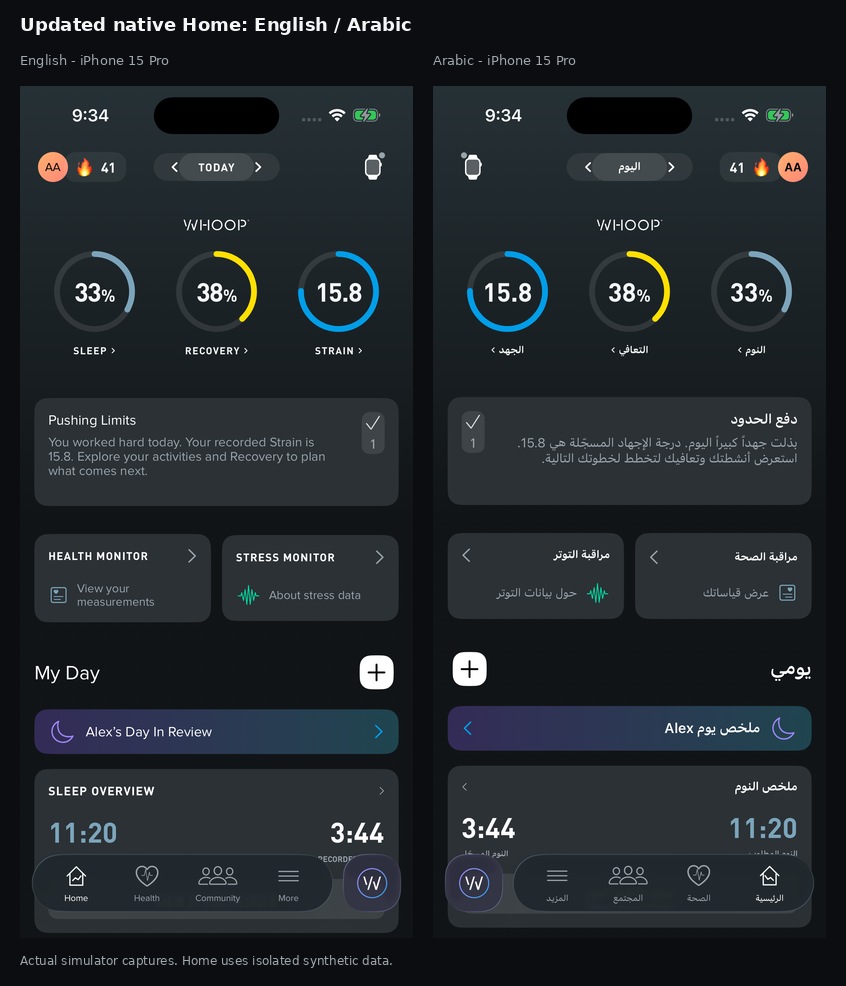 Updated native Home: English / Arabic
English - iPhone 15 Pro
9:34
AA 🔥 41
TODAY
WHOOP
33%
38%
15.8
SLEEP
RECOVERY
STRAIN
Pushing Limits
You worked hard today. Your recorded Strain is
15.8. Explore your activities and Recovery to plan
what comes next.
1
HEALTH MONITOR
View your
measurements
STRESS MONITOR
About stress data
My Day
Alex's Day In Review
SLEEP OVERVIEW
11:20
3:44
Home
Health
Community
More
W
Arabic - iPhone 15 Pro
9:34
AA 🔥 41
اليوم
WHOOP
33%
38%
15.8
النوم
التعافي
الجهد
دفع الحدود
بذلت جهداً كبيراً اليوم. درجة الإجهاد المسجّلة هي 15.8.
استعرض أنشطتك وتعافيك لتخطط لخطوتك التالية.
1
مراقبة الصحة
عرض قياساتك
مراقبة التوتر
حول بيانات التوتر
يومي
ملخص يوم Alex
ملخص النوم
11:20
3:44
الرئيسية
الصحة
المجتمع
المزيد
W
Actual simulator captures. Home uses isolated synthetic data.